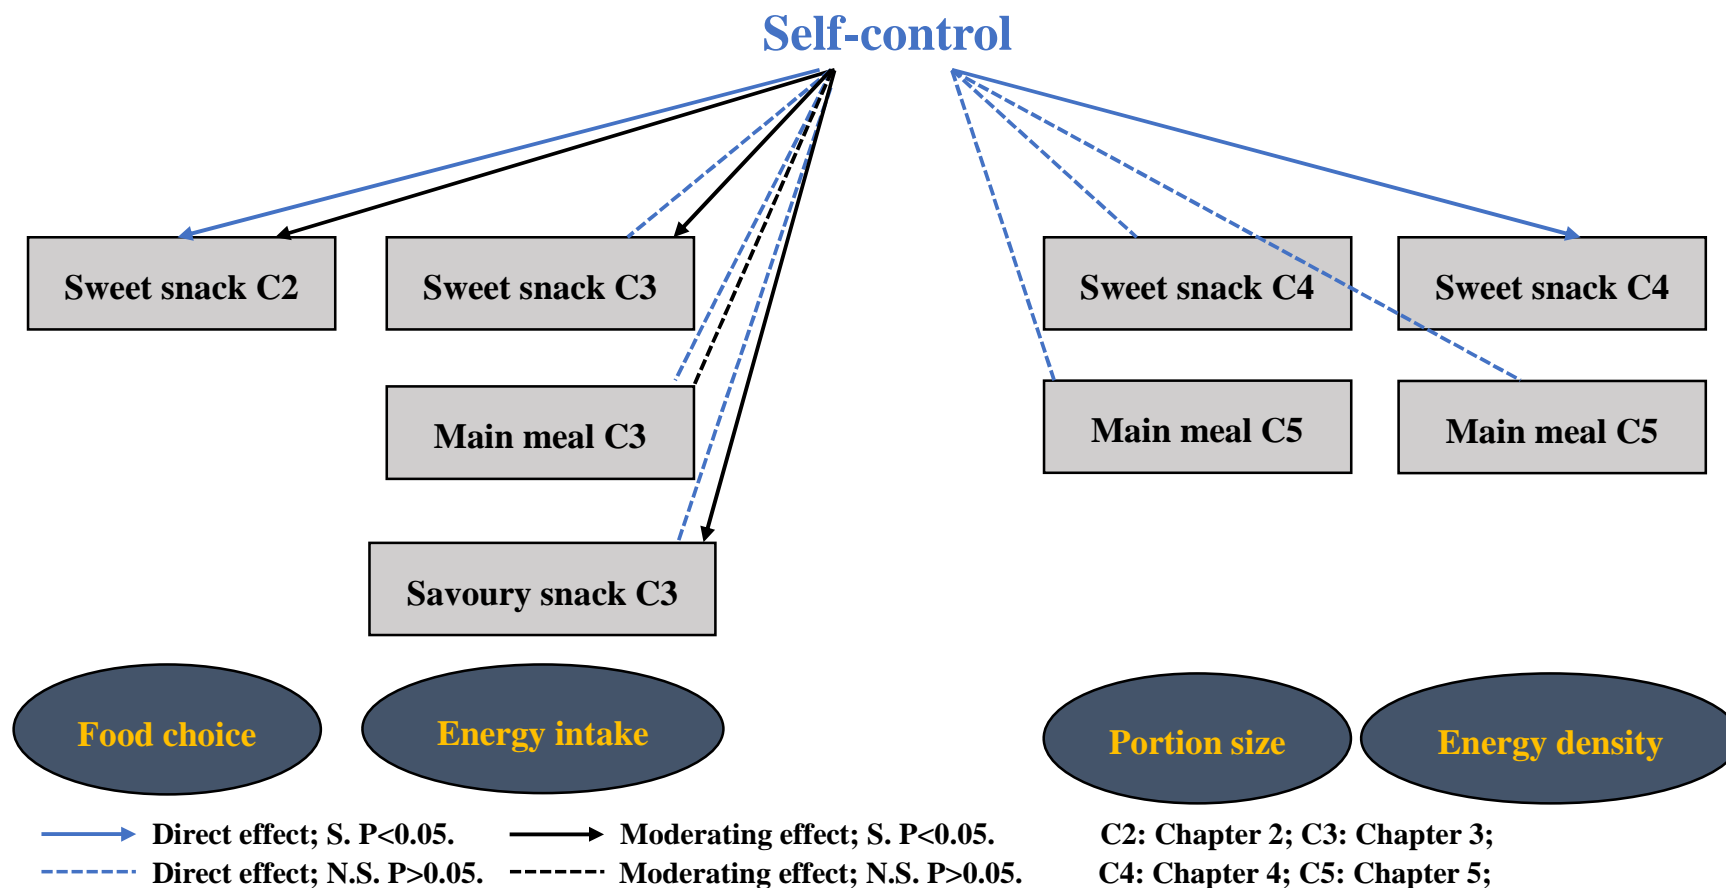 Self-control
Sweet snack C2
Sweet snack C3
Sweet snack C4
Sweet snack C4
Main meal C3
Main meal C5
Main meal C5
Savoury snack C3
Food choice
Energy intake
Portion size
Energy density
Direct effect; S. P<0.05.
Moderating effect; S. P<0.05.
C2: Chapter 2; C3: Chapter 3;
Direct effect; N.S. P>0.05.
Moderating effect; N.S. P>0.05.
C4: Chapter 4; C5: Chapter 5;